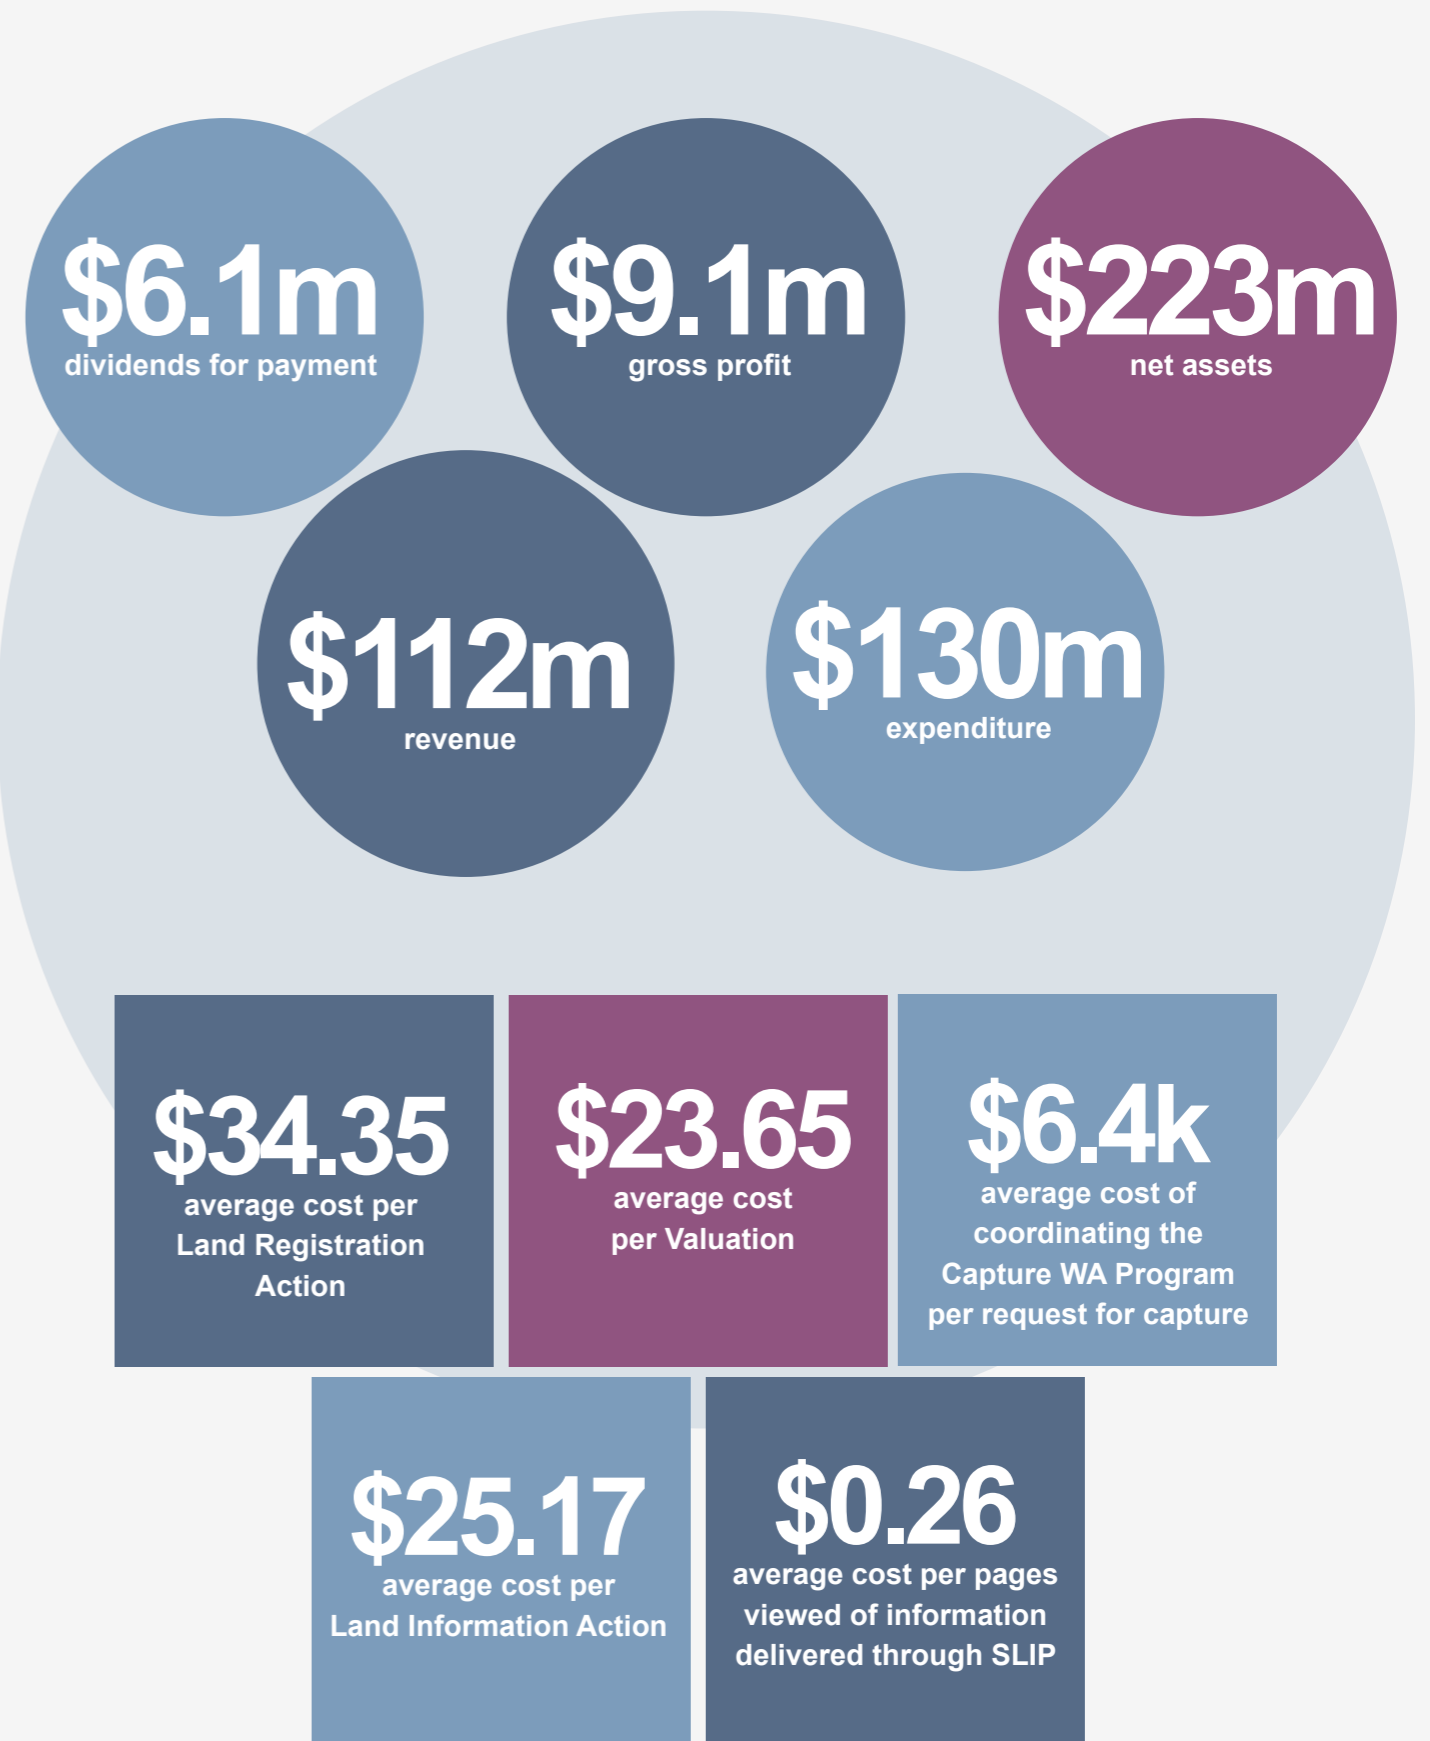 $6.1m
dividends for payment
$9.1m
gross profit
$223m
net assets
$112m
revenue
$130m
expenditure
$34.35
average cost per
Land Registration
Action
$23.65
average cost
per Valuation
$6.4k
average cost of
coordinating the
Capture WA Program
per request for capture
$25.17
average cost per
Land Information Action
$0.26
average cost per pages
viewed of information
delivered through SLIP